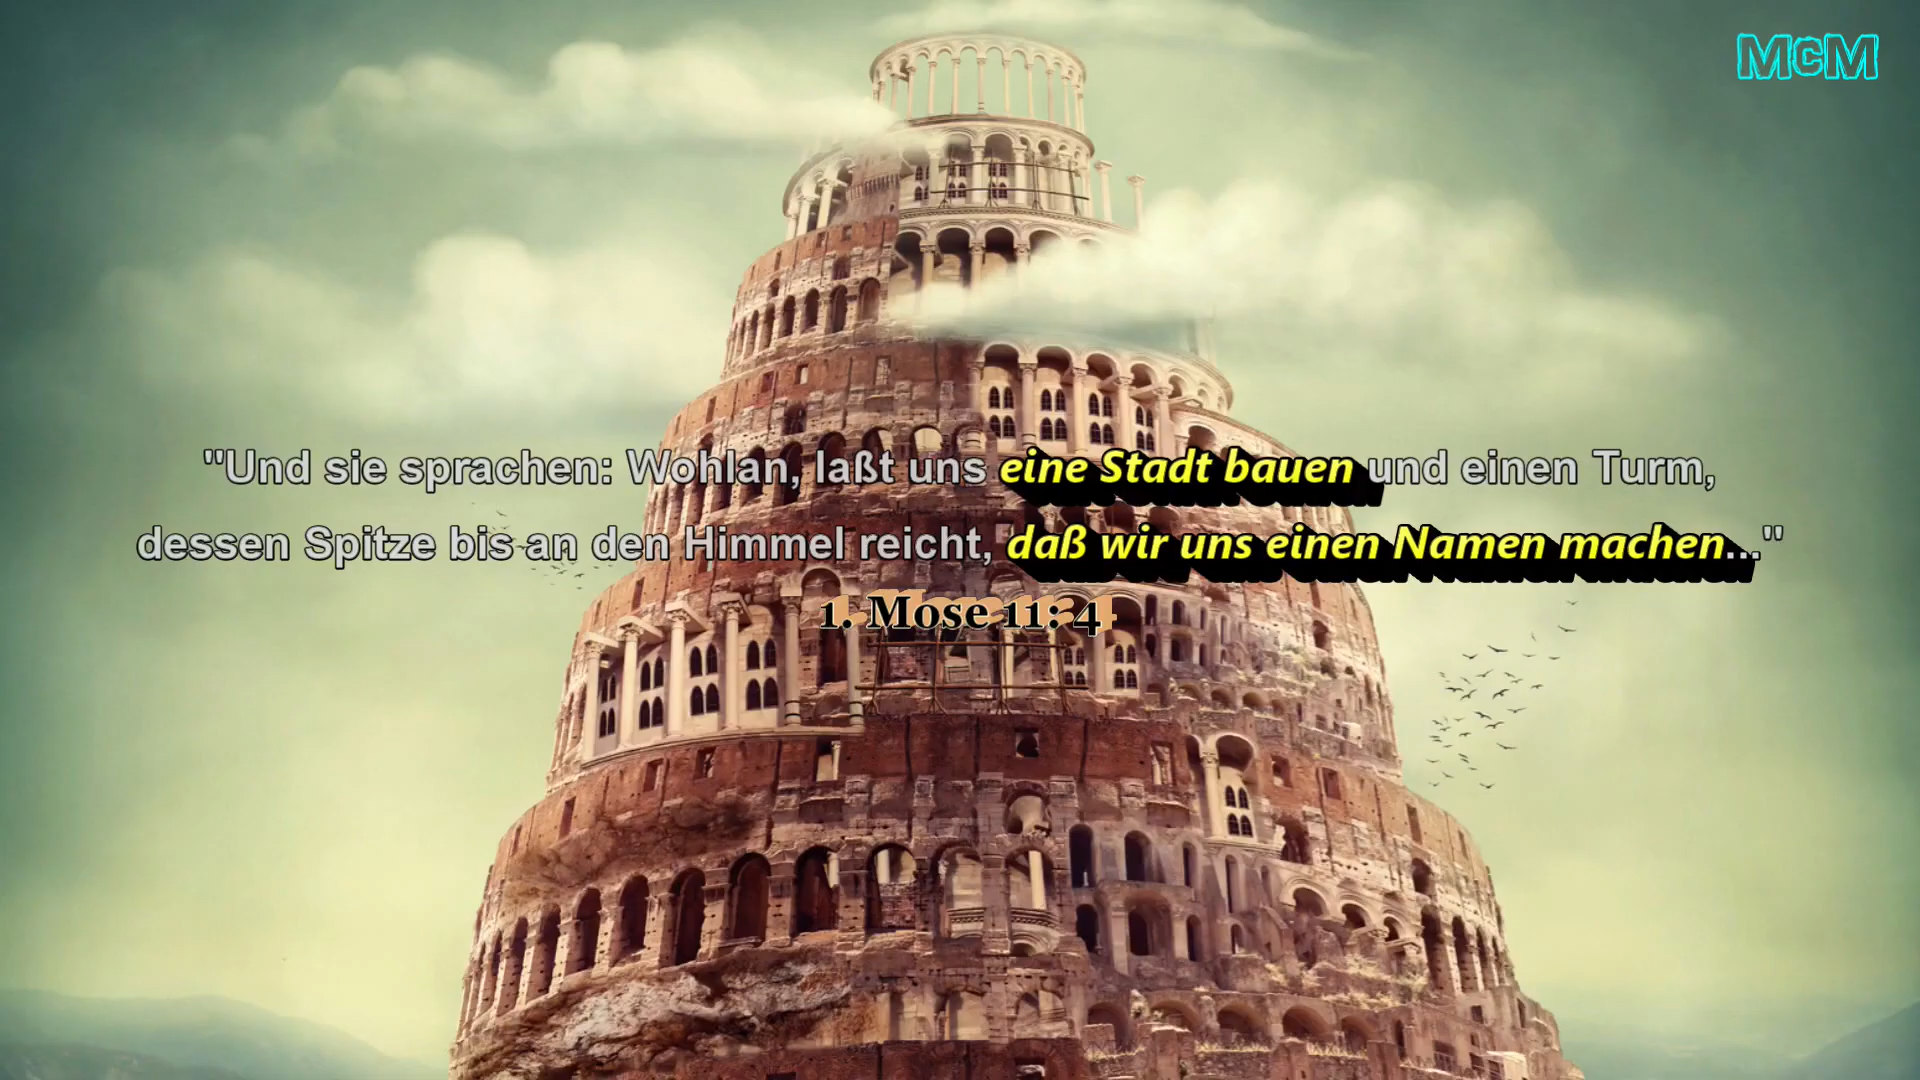 McM
"Und sie sprachen: Wohlan, laßt uns eine Stadt bauen und einen Turm,
dessen Spitze bis an den Himmel reicht, daß wir uns einen Namen machen..."
1. Mose 11: 4